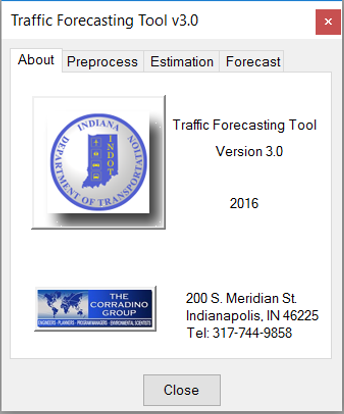 Traffic Forecasting Tool v3.0
About Preprocess Estimation Forecast
INDIANA
DEPARTMENT OF TRANSPORTATION
INDOT
Traffic Forecasting Tool
Version 3.0
2016
THE
CORRADINO
GROUP
ENGINEERS · PLANNERS · PROGRAM MANAGERS · ENVIRONMENTAL SCIENTISTS
200 S. Meridian St.
Indianapolis, IN 46225
Tel: 317-744-9858
Close